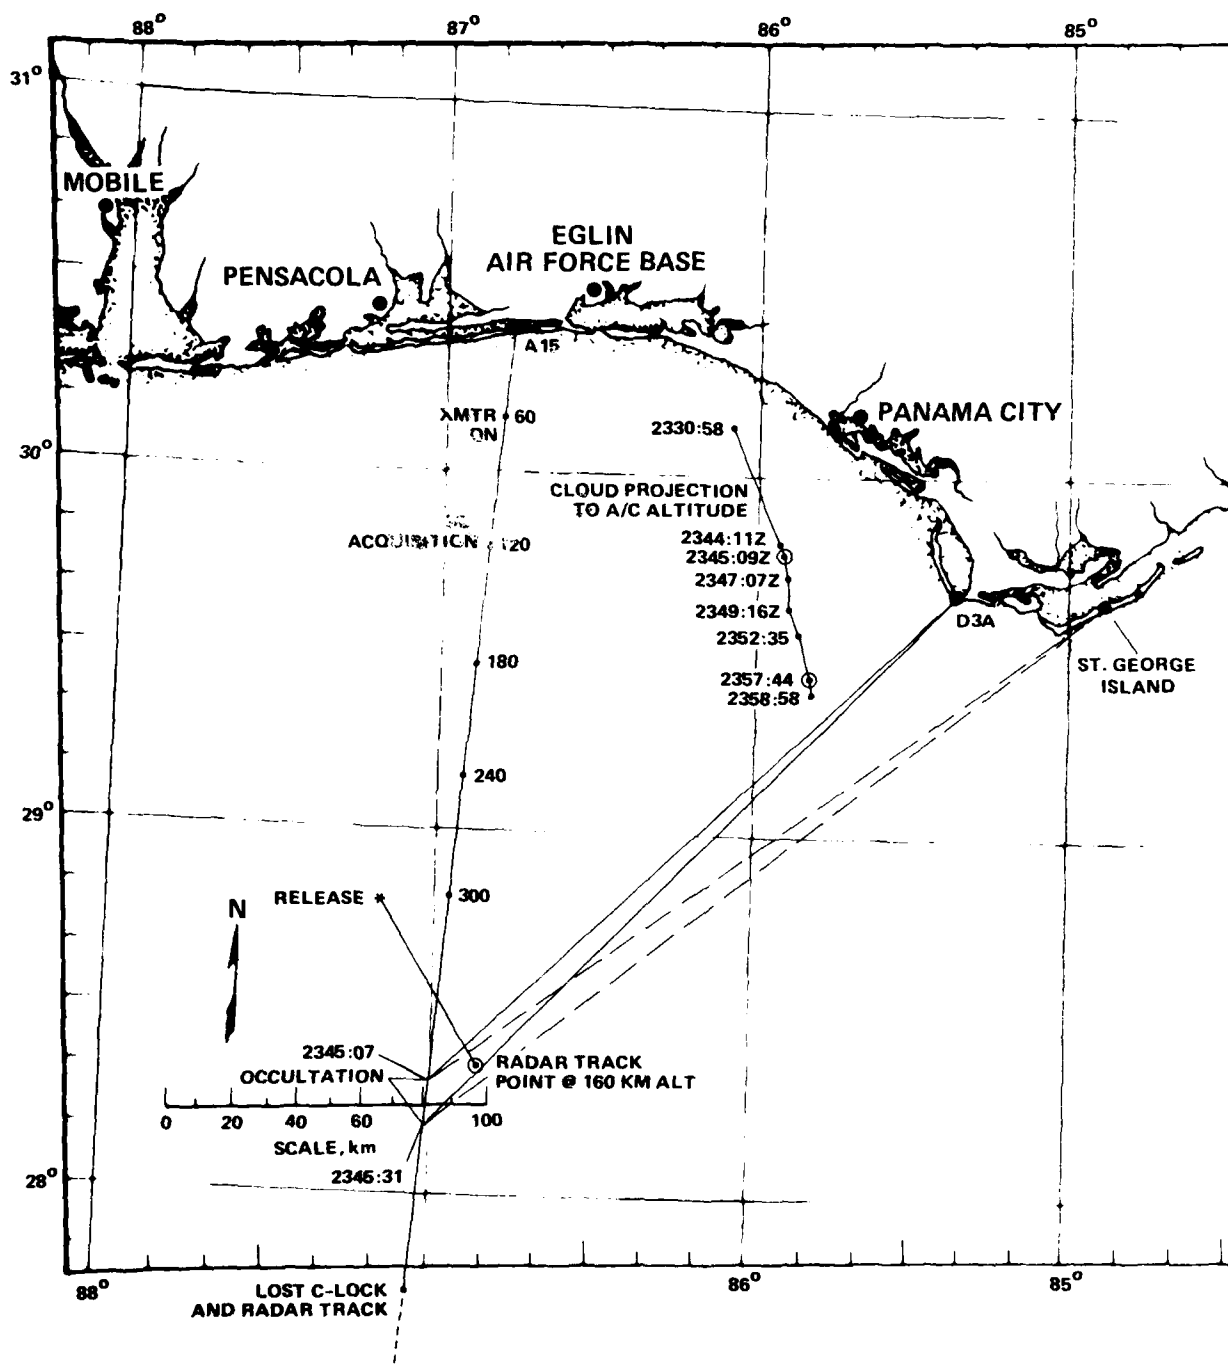 88° 87° 86° 85°
31°
MOBILE
EGLIN
AIR FORCE BASE
PENSACOLA
A15
XMTR
ON
60
PANAMA CITY
2330:58
30°
CLOUD PROJECTION
TO A/C ALTITUDE
ACQUISITION 120
2344:11Z
2345:09Z
2347:07Z
2349:16Z
2352:35
D3A
180
2357:44
2358:58
ST. GEORGE
ISLAND
240
29°
RELEASE
300
N
2345:07
OCCULTATION
RADAR TRACK
POINT @ 160 KM ALT
0 20 40 60 100
SCALE, km
2345:31
28°
88° 86° 85°
LOST C-LOCK
AND RADAR TRACK